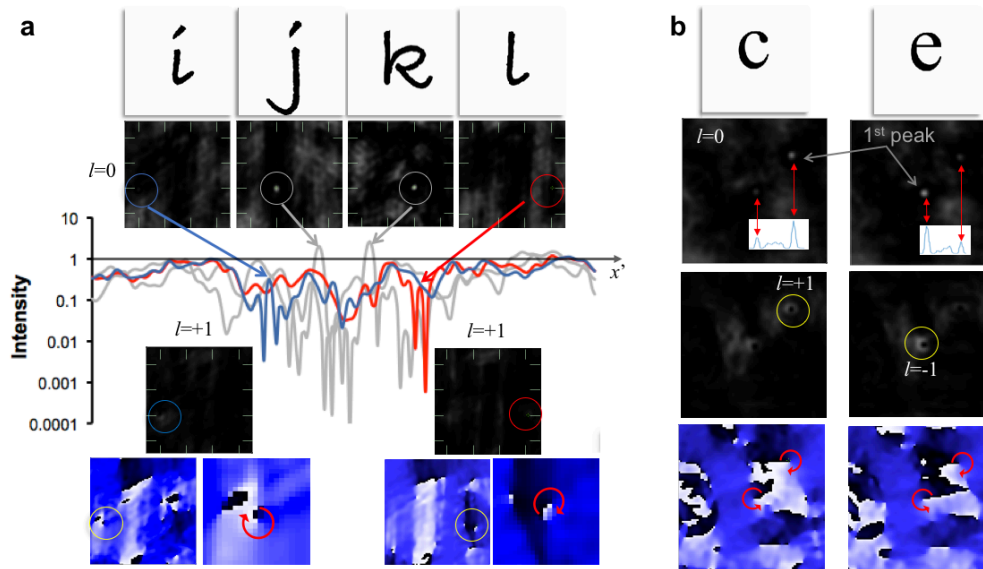 a
i j k l
l=0
10
1
0.1
0.01
0.001
0.0001
Intensity
x'
l=+1
l=+1
b
c e
l=0
1st peak
l=+1
l=-1